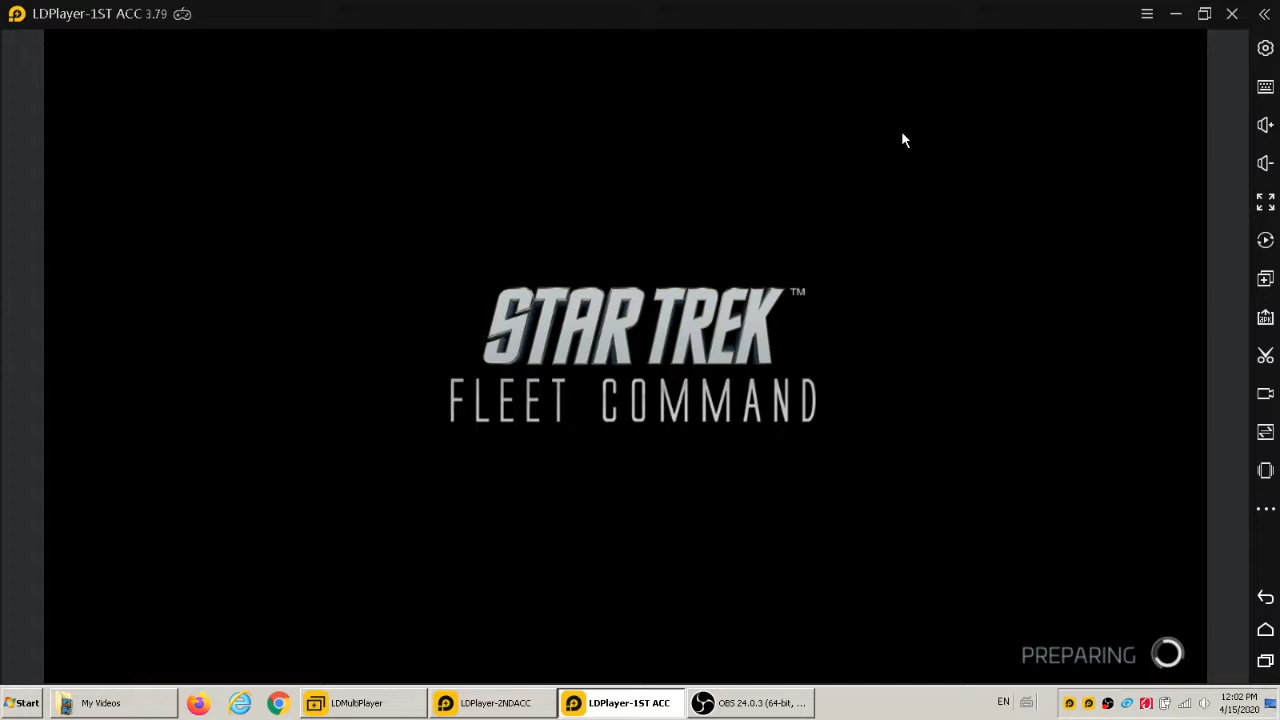 LDPlayer-1ST ACC 3.79
STAR TREK™
FLEET COMMAND
PREPARING
Start
My Videos
LDMultiPlayer
LDPlayer-2NDACC
LDPlayer-1ST ACC
OBS 24.0.3 (64-bit, ...
EN
12:02 PM
4/15/2020